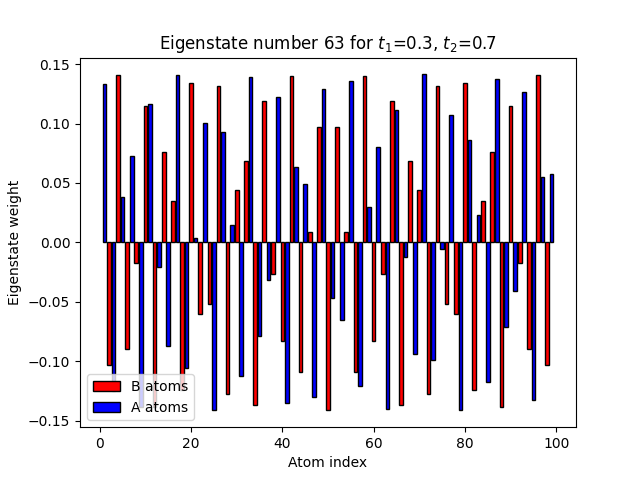 Eigenstate number 63 for t₁=0.3, t₂=0.7
Eigenstate weight
0.15
0.10
0.05
0.00
−0.05
−0.10
−0.15
B atoms
A atoms
0 20 40 60 80 100
Atom index